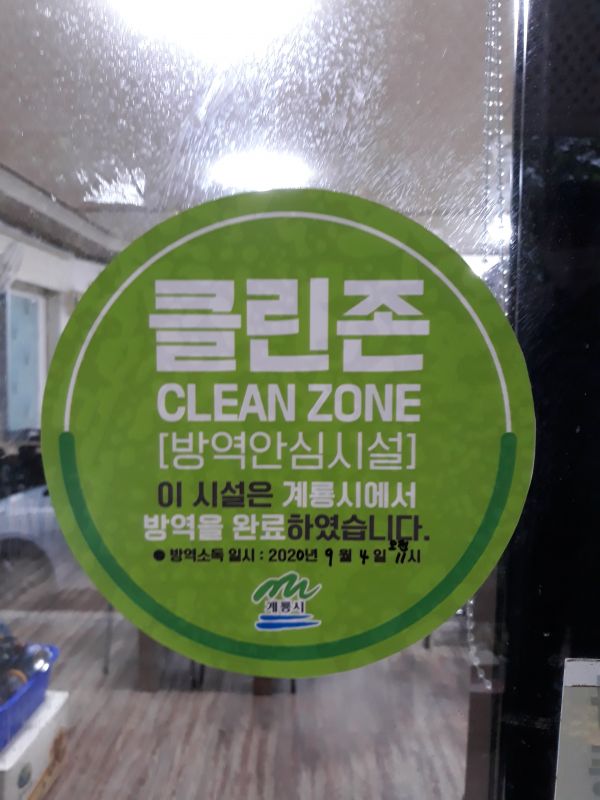 클린존
CLEAN ZONE
[방역안심시설]
이 시설은 계룡시에서
방역을 완료하였습니다.
● 방역소독 일시 : 2020년 9월 4일 11시
계룡시